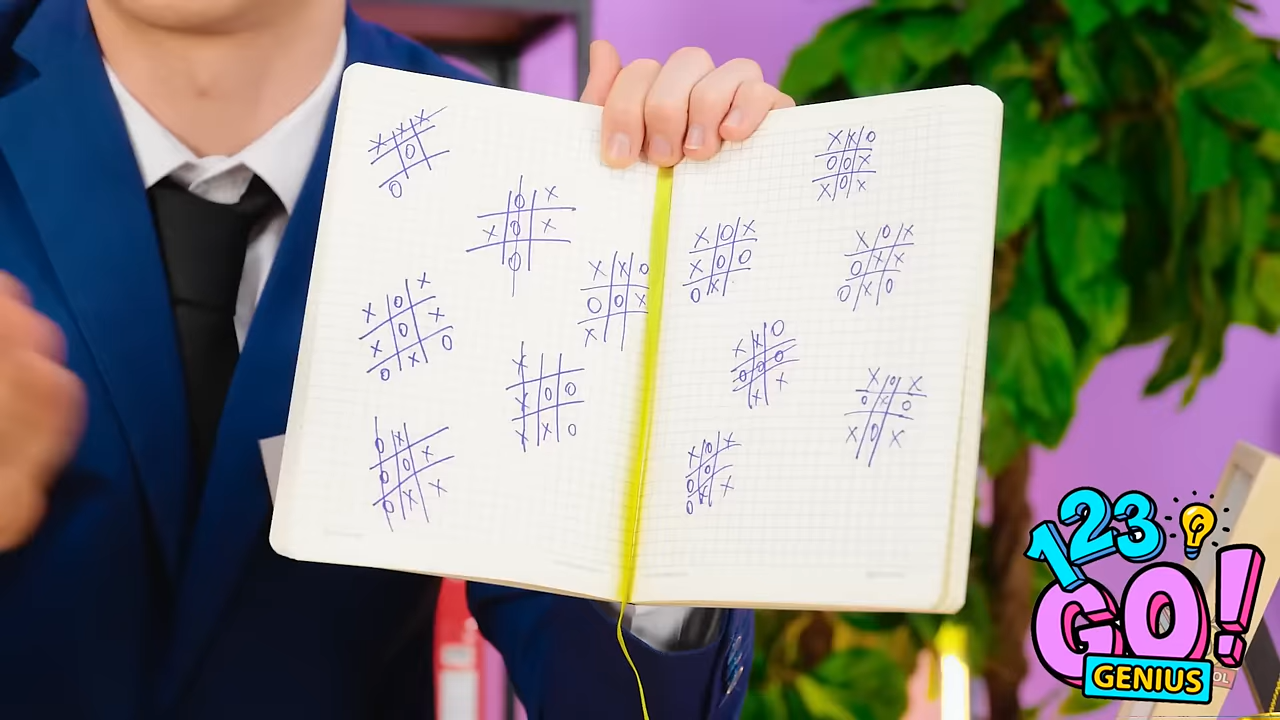 X X X
O
O
O X
X O X
O
X X O
O O X
X
X O X
X O X
O X O
X
X O O
X X O
O X
O O X
O X X
X X O
O O X
X O X
X O X
X O O
O X
X O X
O X X
O X O
X X O
O O O
X X
X O X
O X O
X O X
X O X
O O
O X X
123
GO!
GENIUS